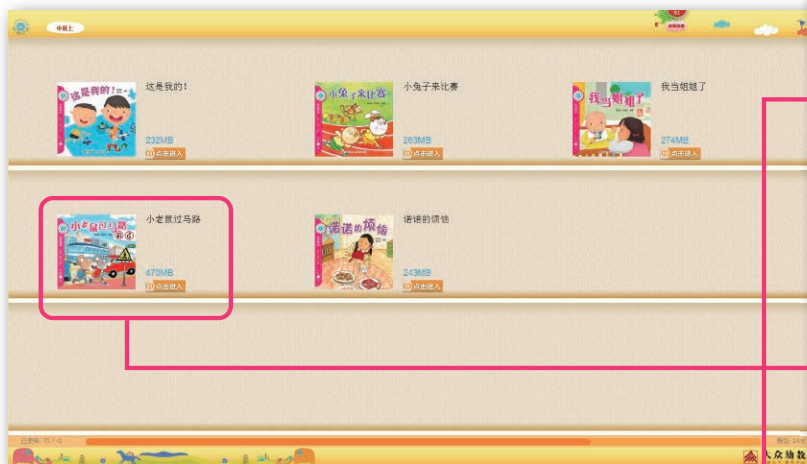 中班上
这是我的！
小兔子来比赛
我当姐姐了
这是我的！
小兔子来比赛
我当姐姐了
232MB
263MB
274MB
点击进入
点击进入
点击进入
小老鼠过马路
诺诺的烦恼
小老鼠过马路
诺诺的烦恼
470MB
243MB
点击进入
点击进入
大众幼教